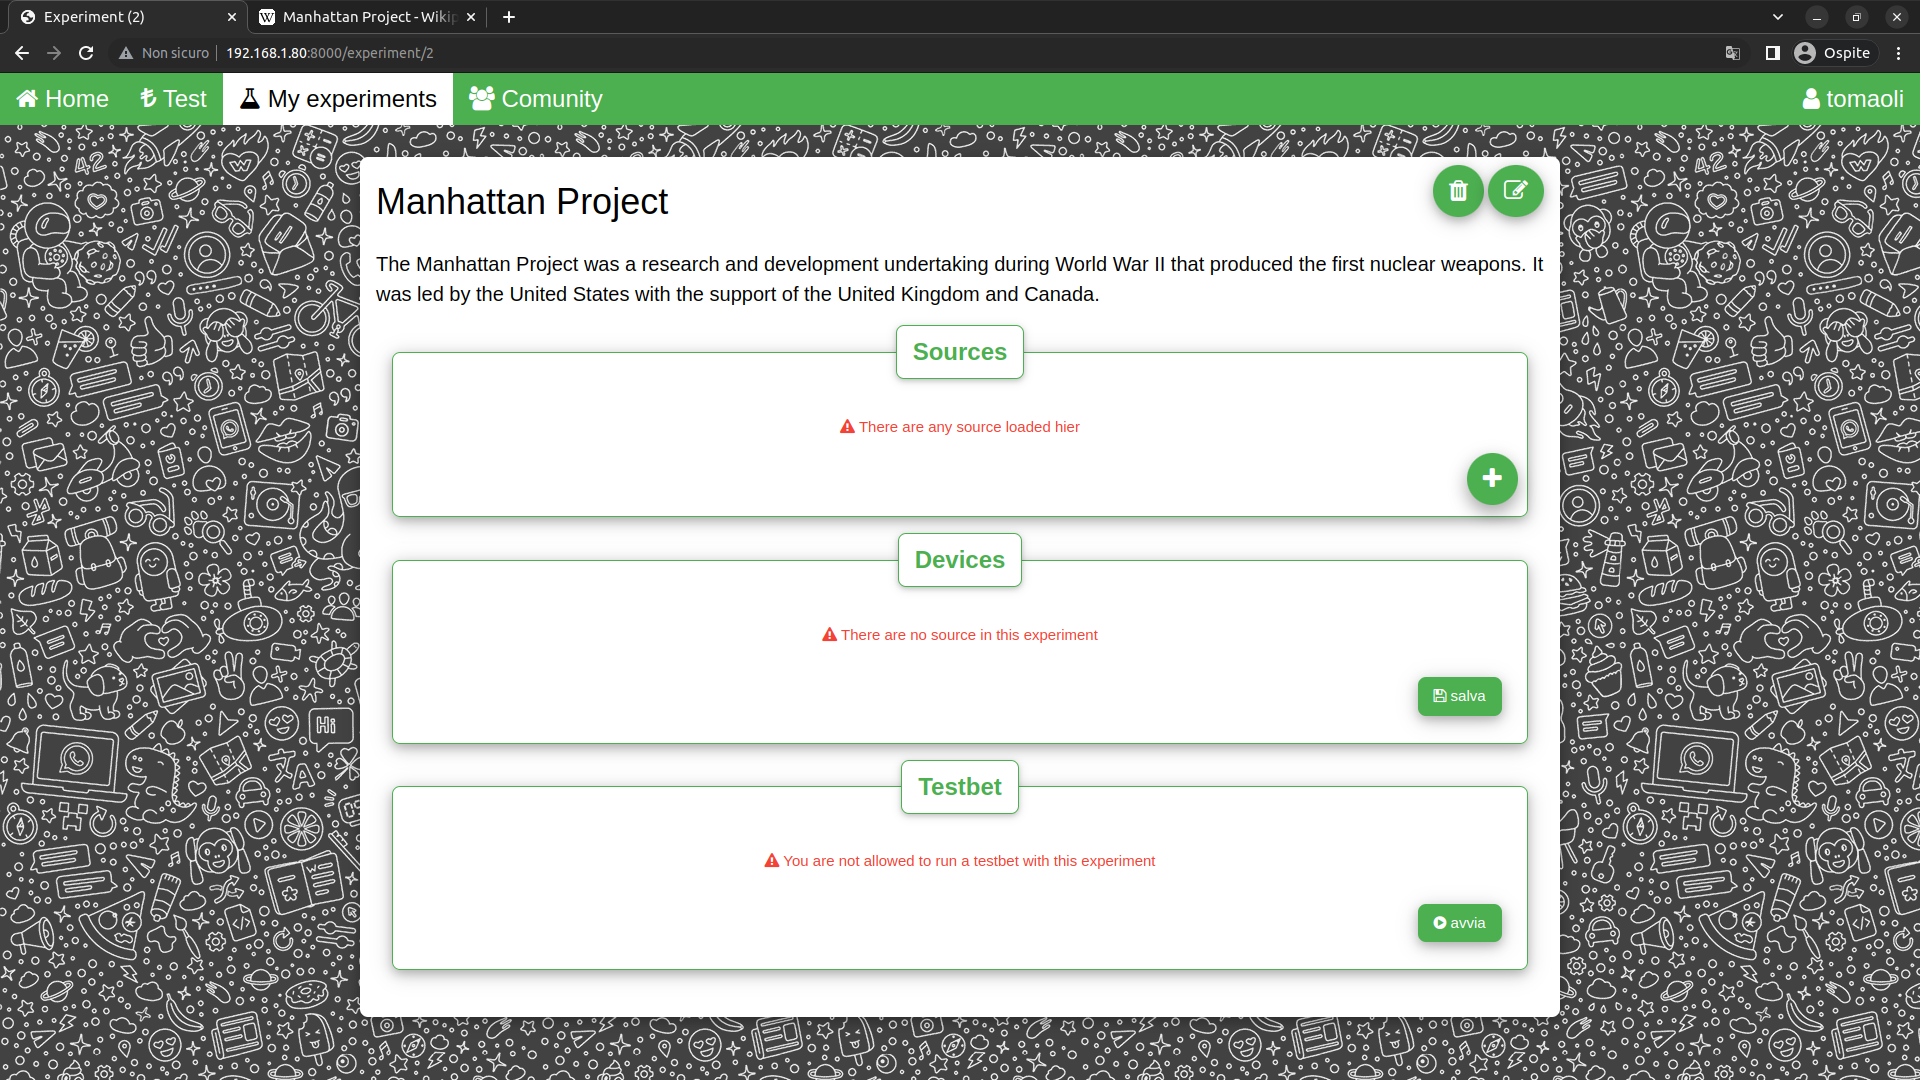 Experiment (2)
Manhattan Project - Wikip
Non sicuro
192.168.1.80:8000/experiment/2
Ospite
Home
Test
My experiments
Comunity
tomaoli
Manhattan Project
The Manhattan Project was a research and development undertaking during World War II that produced the first nuclear weapons. It
was led by the United States with the support of the United Kingdom and Canada.
Sources
There are any source loaded hier
Devices
There are no source in this experiment
salva
Testbet
You are not allowed to run a testbet with this experiment
avvia
42
42
Hi